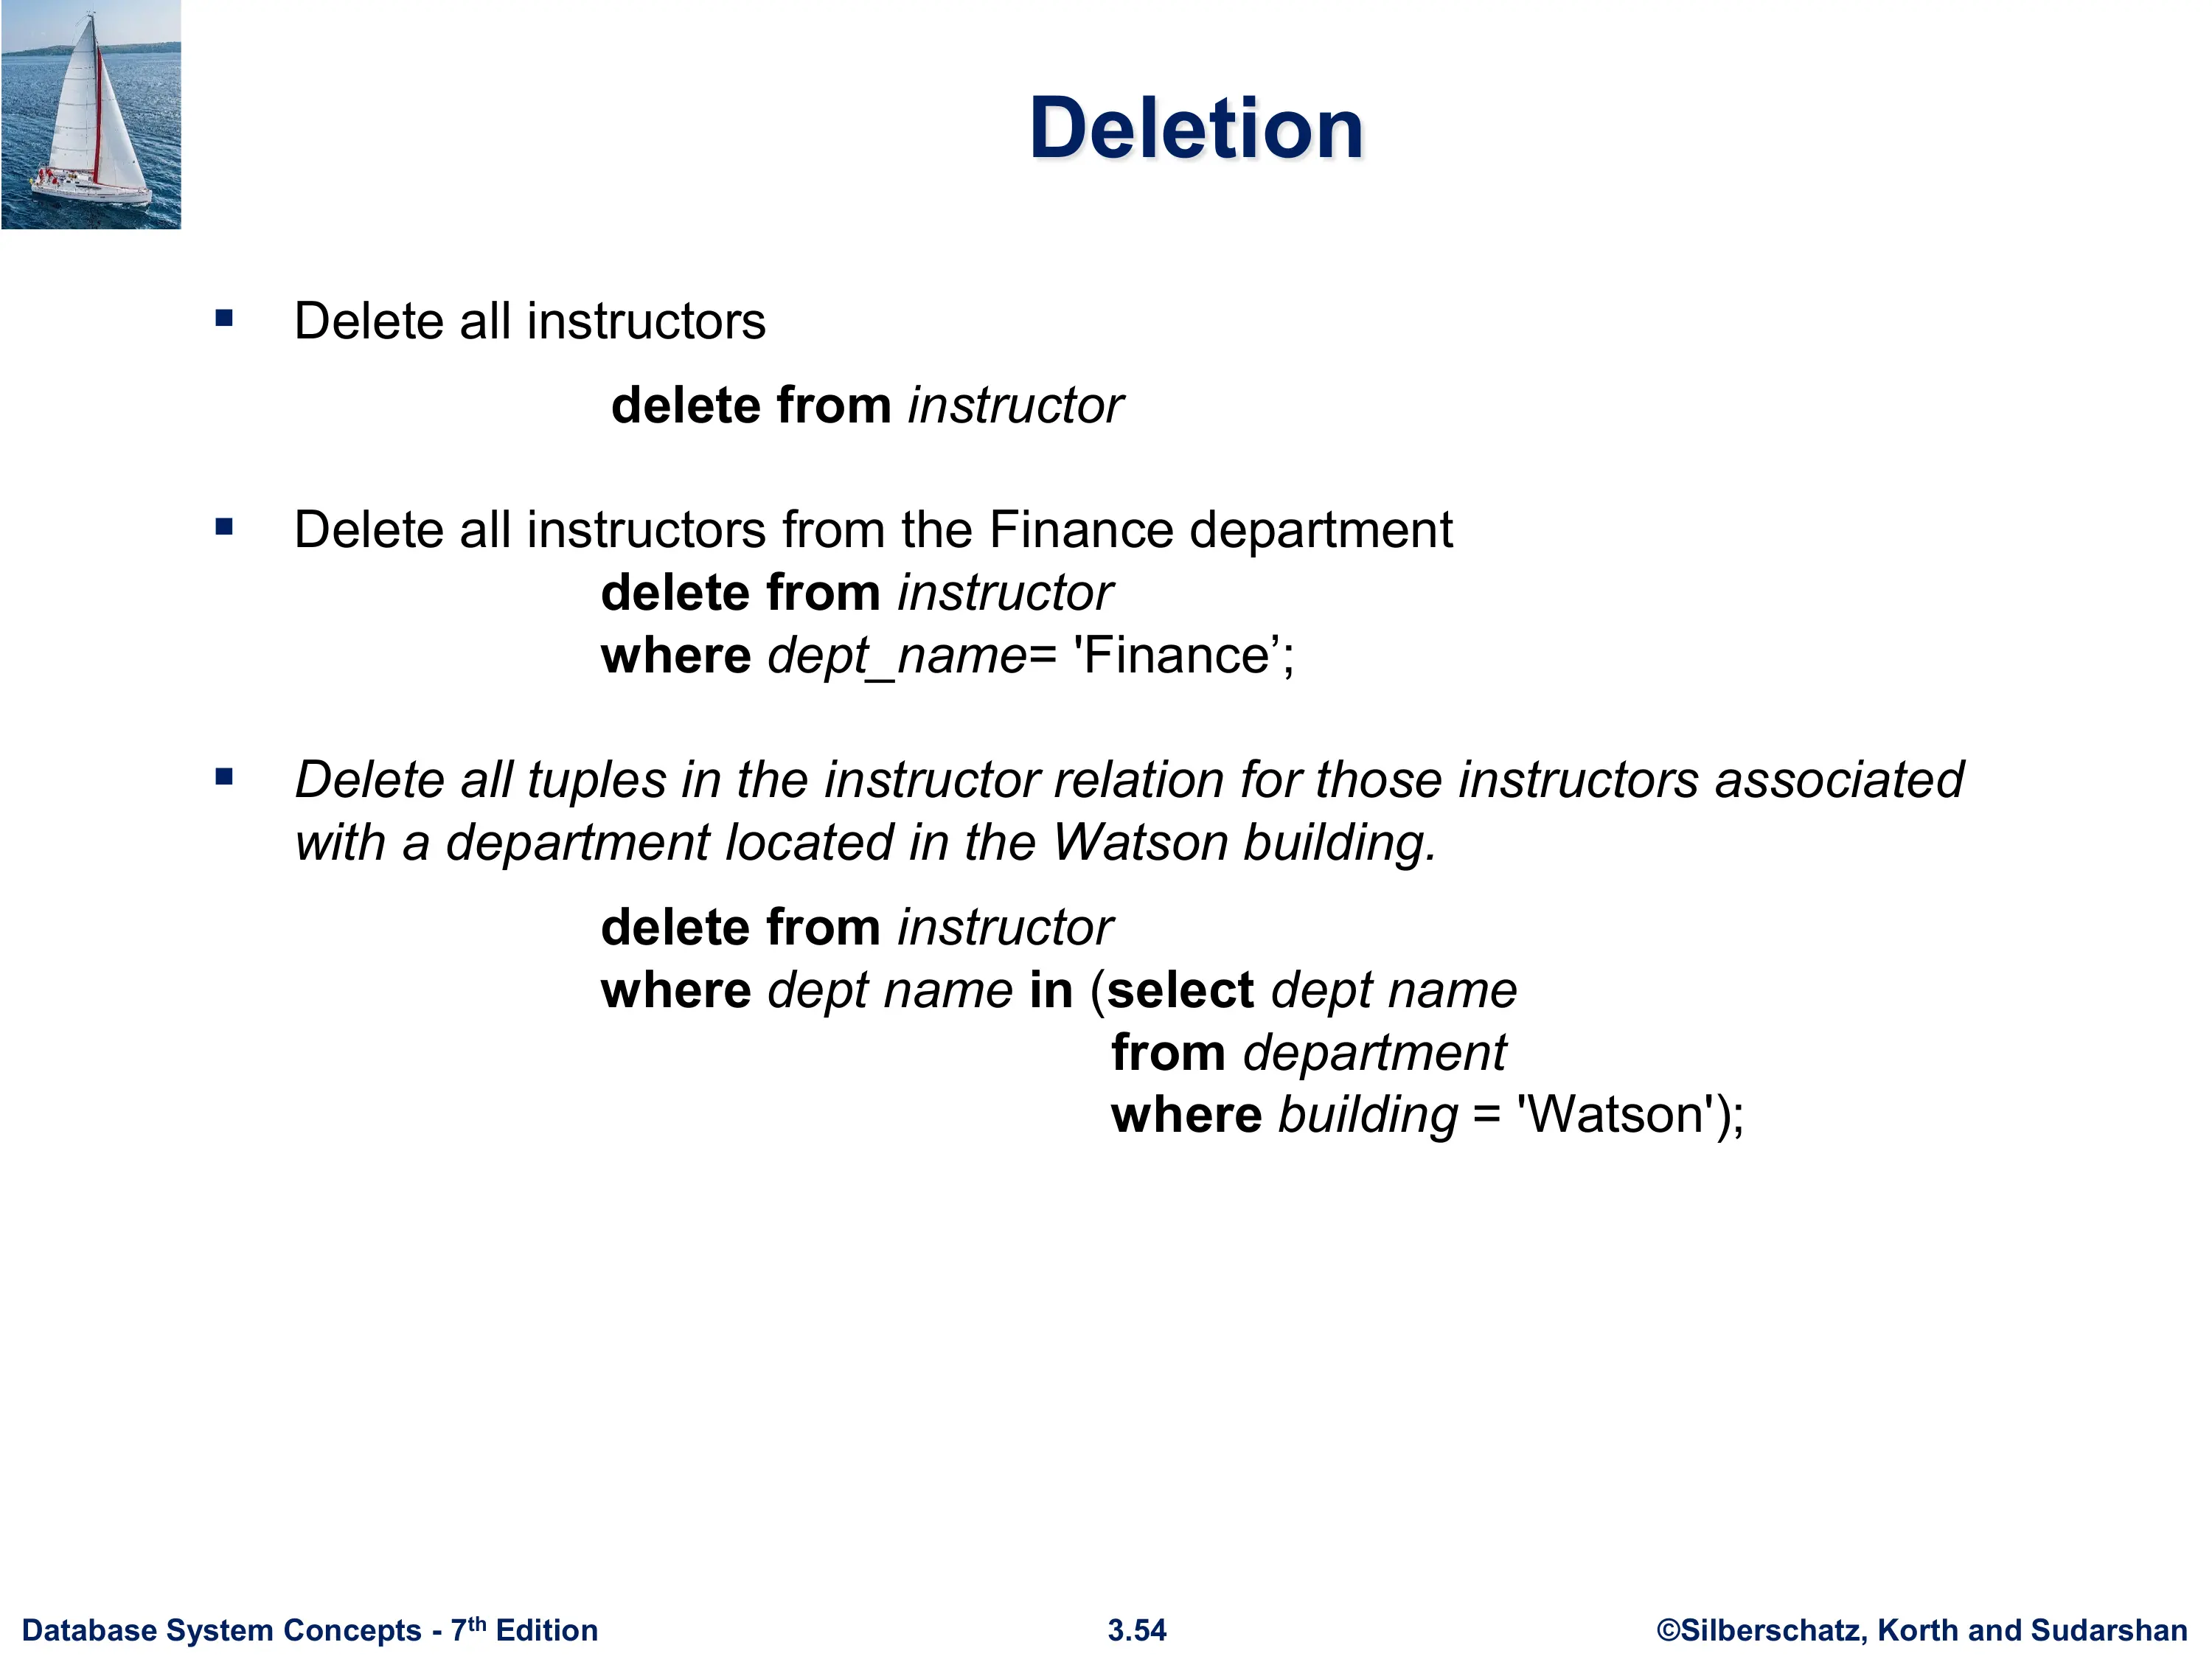 Deletion
▪ Delete all instructors
delete from instructor
▪ Delete all instructors from the Finance department
delete from instructor
where dept_name= 'Finance’;
▪ Delete all tuples in the instructor relation for those instructors associated
with a department located in the Watson building.
delete from instructor
where dept name in (select dept name
from department
where building = 'Watson');
Database System Concepts - 7th Edition
3.54
©Silberschatz, Korth and Sudarshan